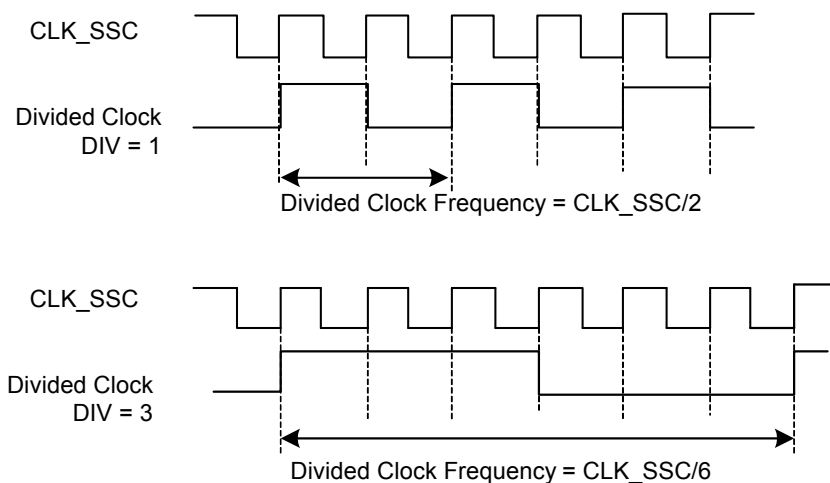 CLK_SSC
Divided Clock
DIV = 1
Divided Clock Frequency = CLK_SSC/2
CLK_SSC
Divided Clock
DIV = 3
Divided Clock Frequency = CLK_SSC/6